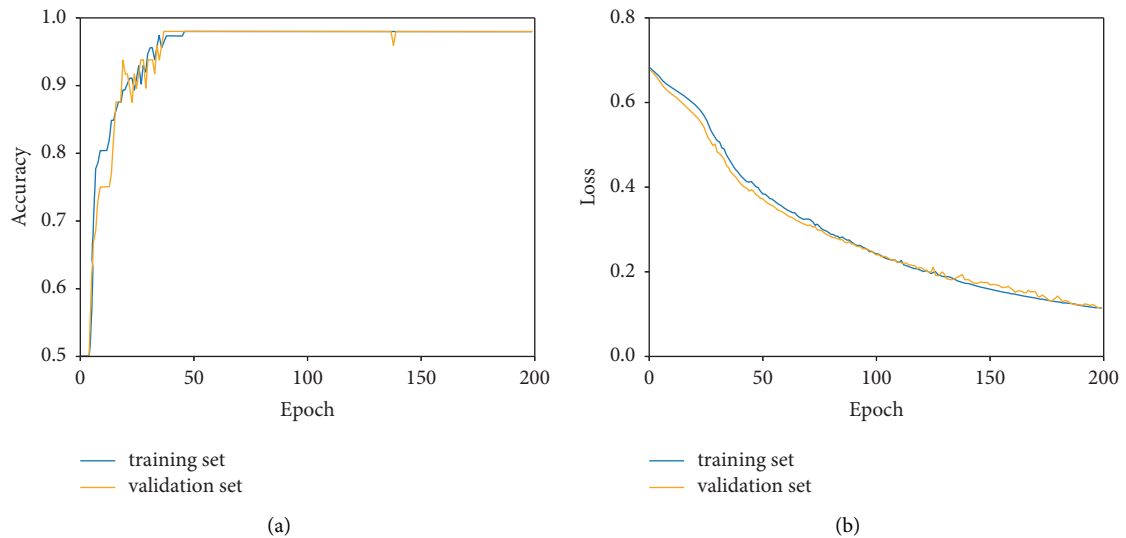 1.0
0.9
0.8
0.7
0.6
0.5
Accuracy
0 50 100 150 200
Epoch
training set
validation set
(a)
0.8
0.6
0.4
0.2
0.0
Loss
0 50 100 150 200
Epoch
training set
validation set
(b)